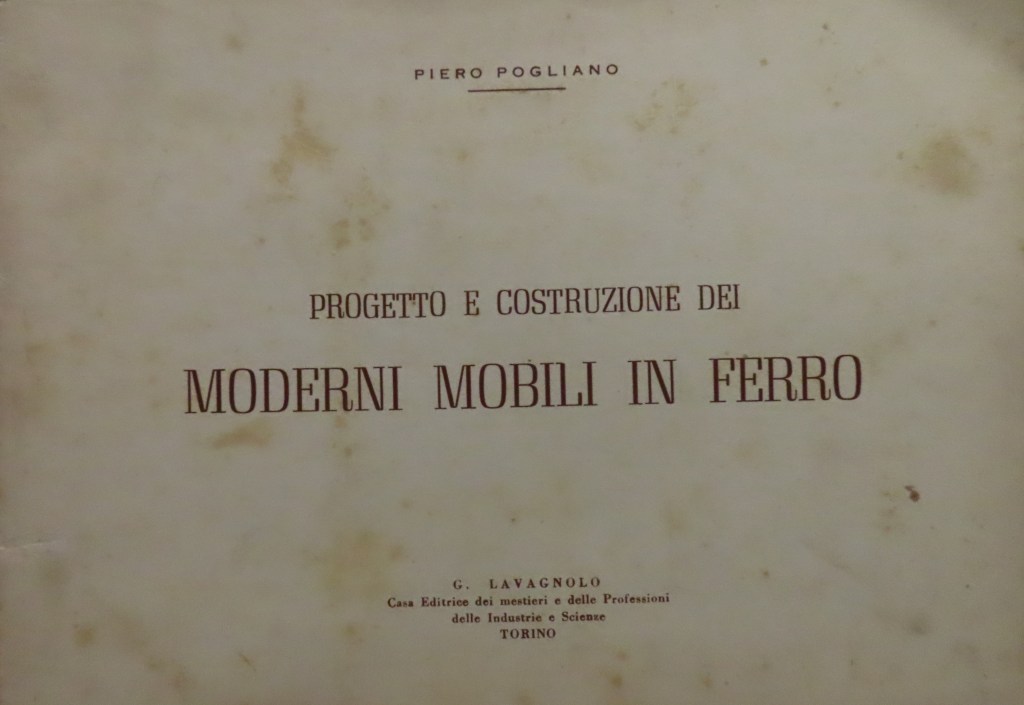 PIERO POGLIANO
PROGETTO E COSTRUZIONE DEI
MODERNI MOBILI IN FERRO
G. LAVAGNOLO
Casa Editrice dei mestieri e delle Professioni
delle Industrie e Scienze
TORINO